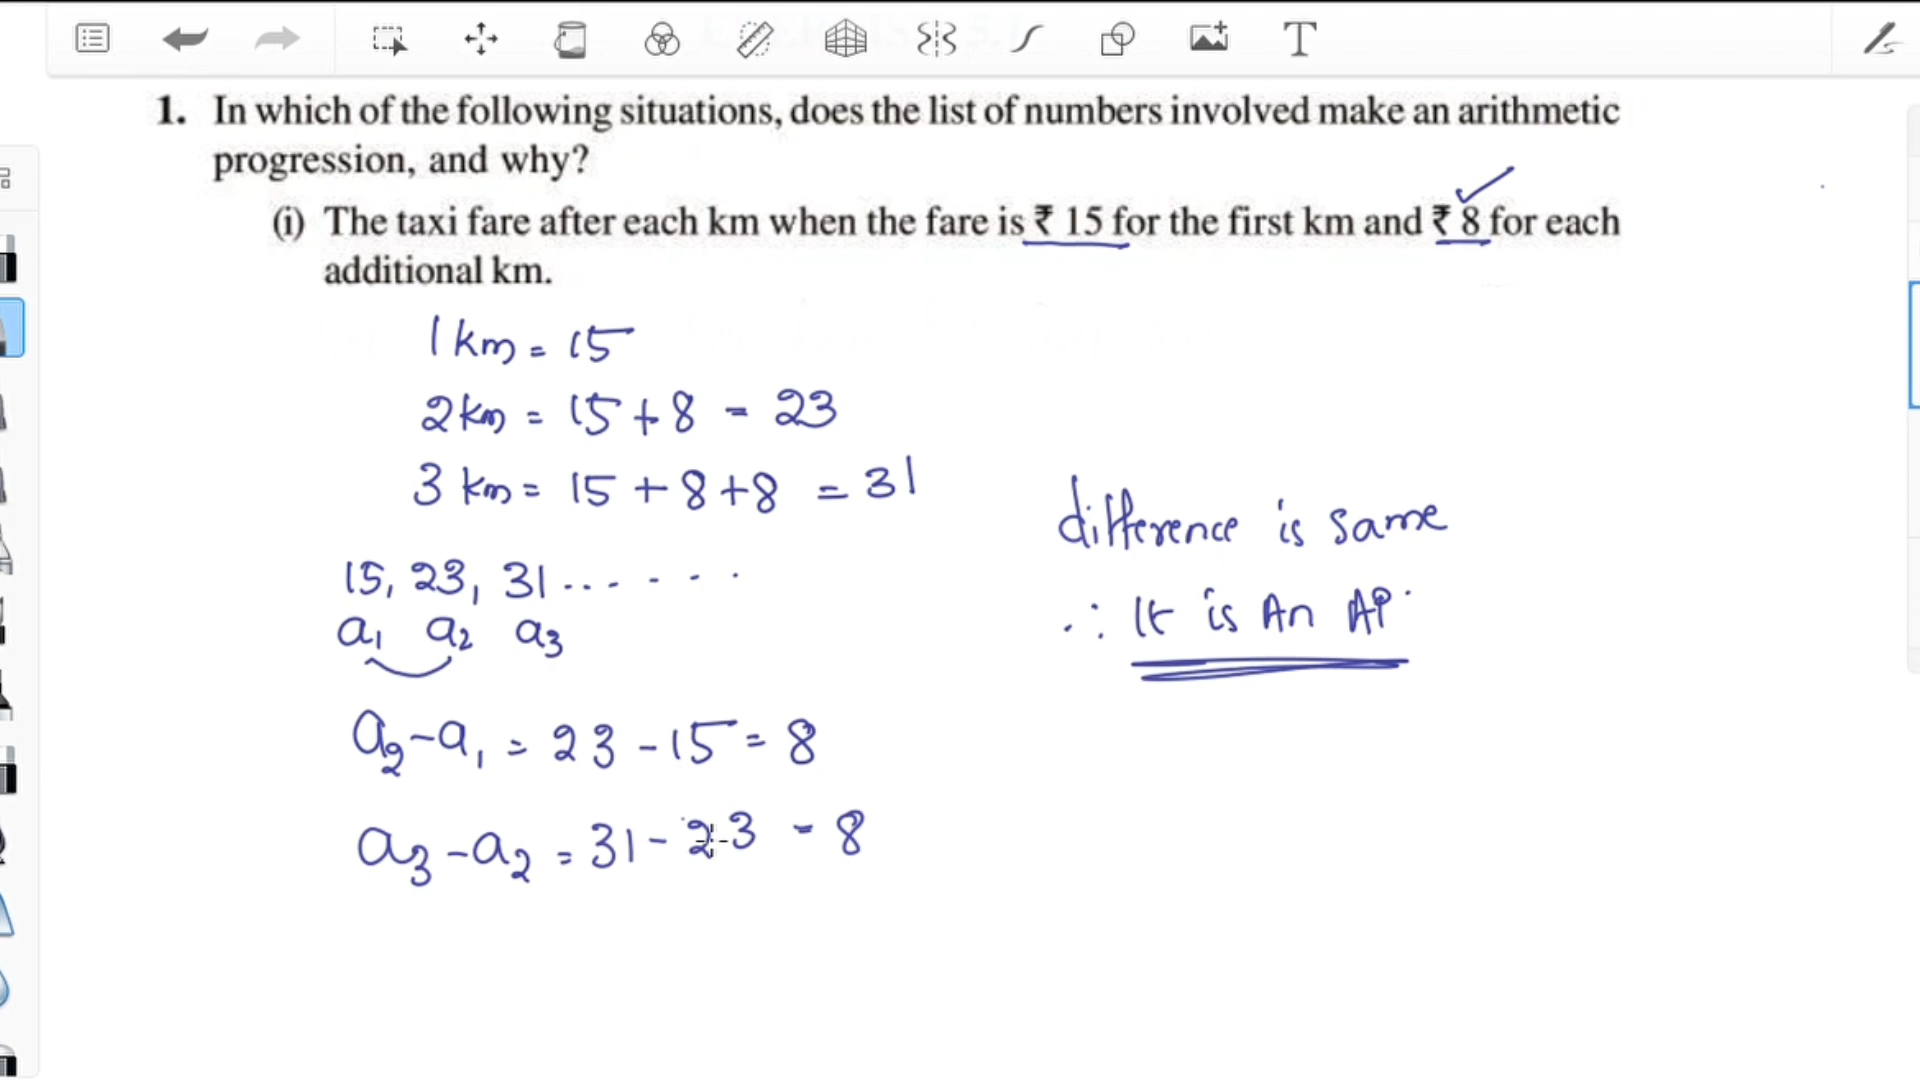 1. In which of the following situations, does the list of numbers involved make an arithmetic
progression, and why?
(i) The taxi fare after each km when the fare is ₹ 15 for the first km and ₹ 8 for each
additional km.
1 km = 15
2 km = 15 + 8 = 23
3 km = 15 + 8 + 8 = 31
15, 23, 31 .......
a1 a2 a3
a2 - a1 = 23 - 15 = 8
a3 - a2 = 31 - 23 = 8
difference is same
∴ It is An AP.